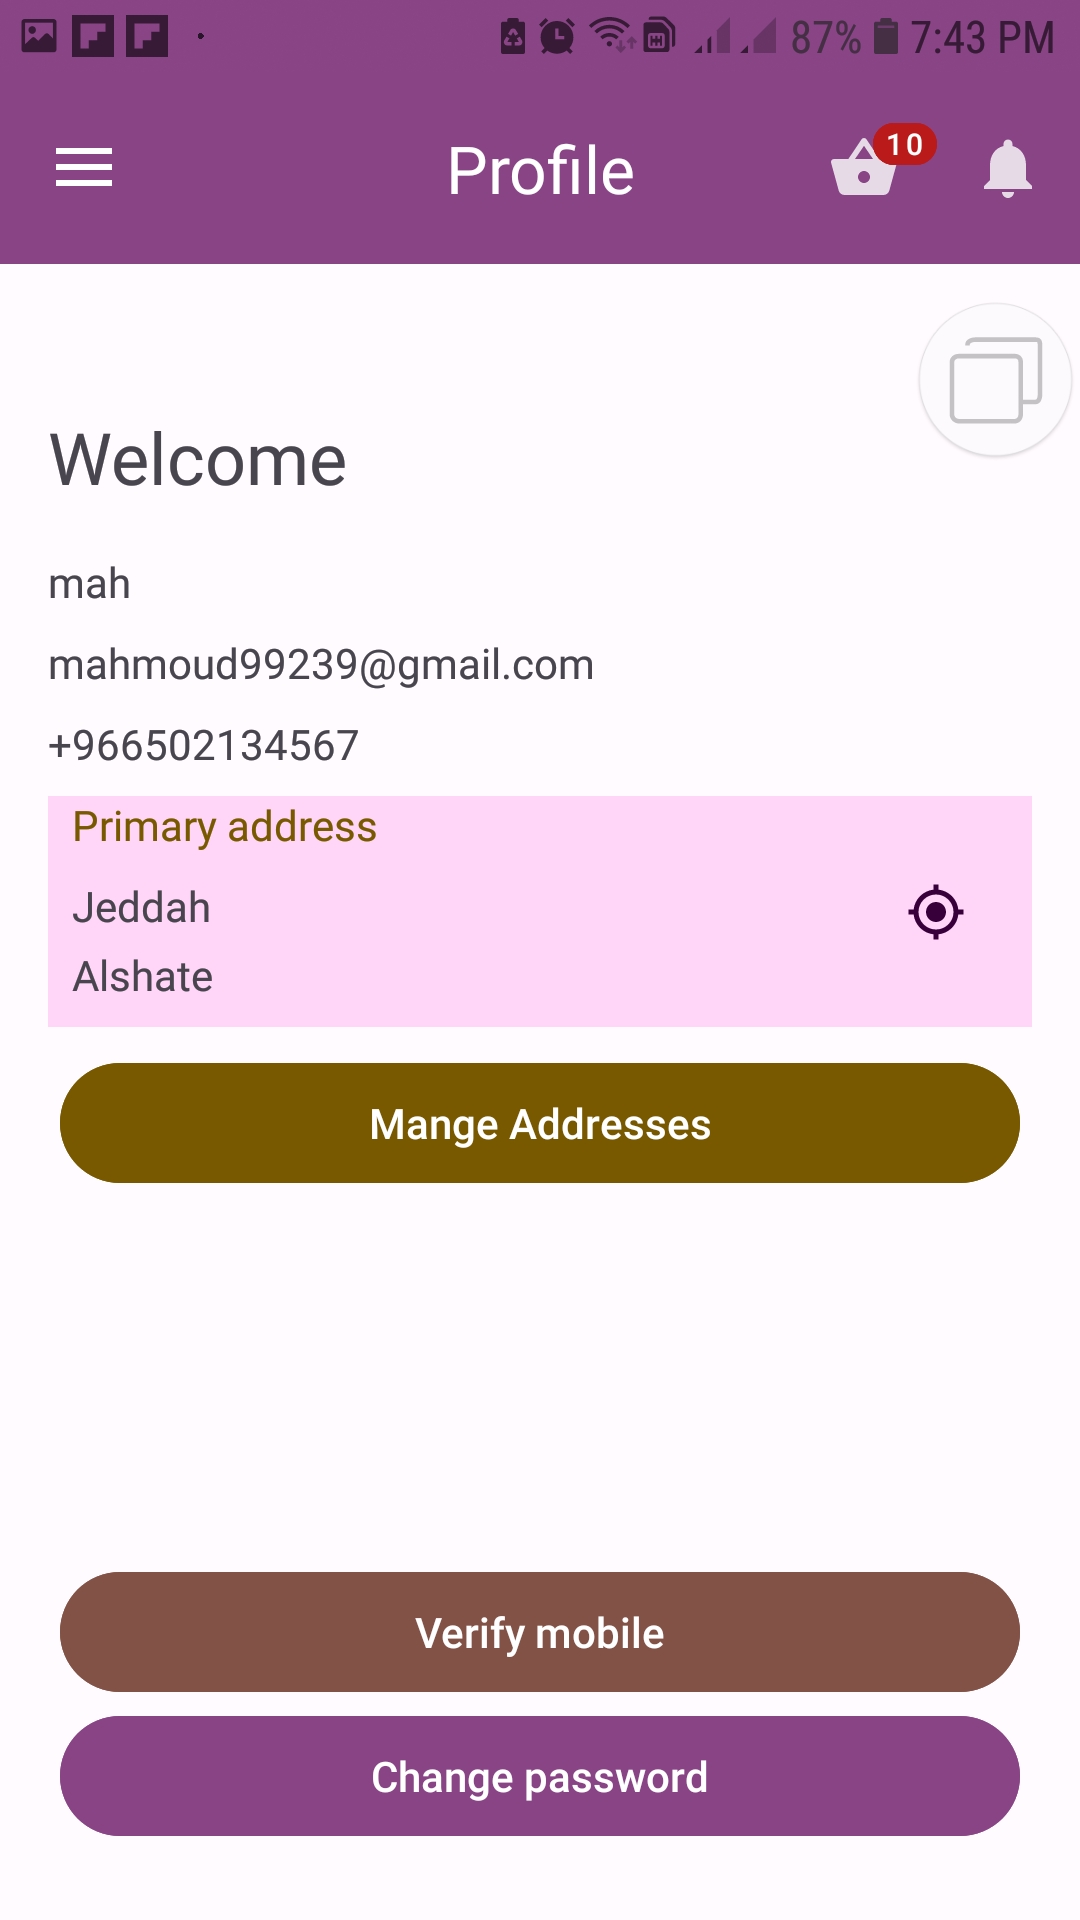 87% 7:43 PM
Profile
10
Welcome
mah
mahmoud99239@gmail.com
+966502134567
Primary address
Jeddah
Alshate
Mange Addresses
Verify mobile
Change password